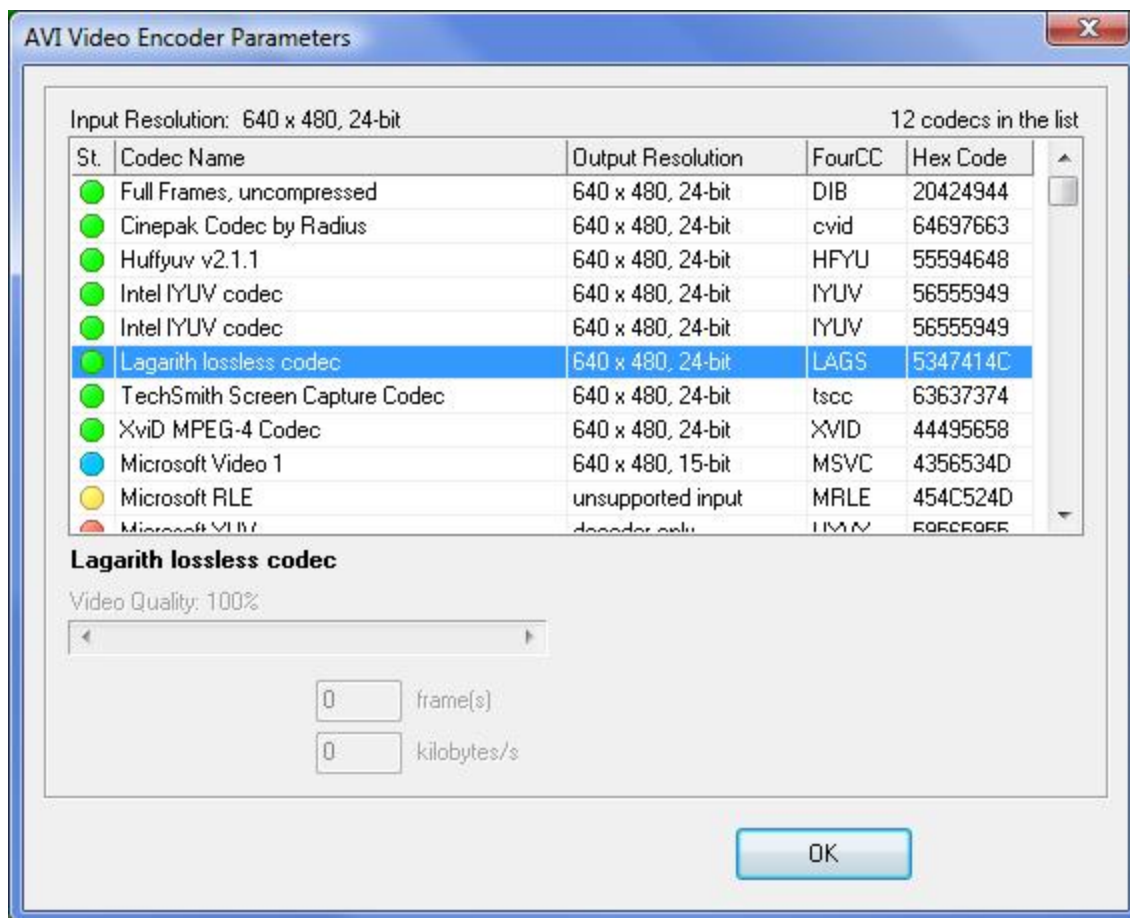 AVI Video Encoder Parameters
Input Resolution: 640 x 480, 24-bit 12 codecs in the list
St. Codec Name Output Resolution FourCC Hex Code
Full Frames, uncompressed 640 x 480, 24-bit DIB 20424944
Cinepak Codec by Radius 640 x 480, 24-bit cvid 64697663
Huffyuv v2.1.1 640 x 480, 24-bit HFYU 55594648
Intel IYUV codec 640 x 480, 24-bit IYUV 56555949
Intel IYUV codec 640 x 480, 24-bit IYUV 56555949
Lagarith lossless codec 640 x 480, 24-bit LAGS 5347414C
TechSmith Screen Capture Codec 640 x 480, 24-bit tscc 63637374
XviD MPEG-4 Codec 640 x 480, 24-bit XVID 44495658
Microsoft Video 1 640 x 480, 15-bit MSVC 4356534D
Microsoft RLE unsupported input MRLE 454C524D
Microsoft YUV decoder only UYVY 59565955
Lagarith lossless codec
Video Quality: 100%
0 frame(s)
0 kilobytes/s
OK